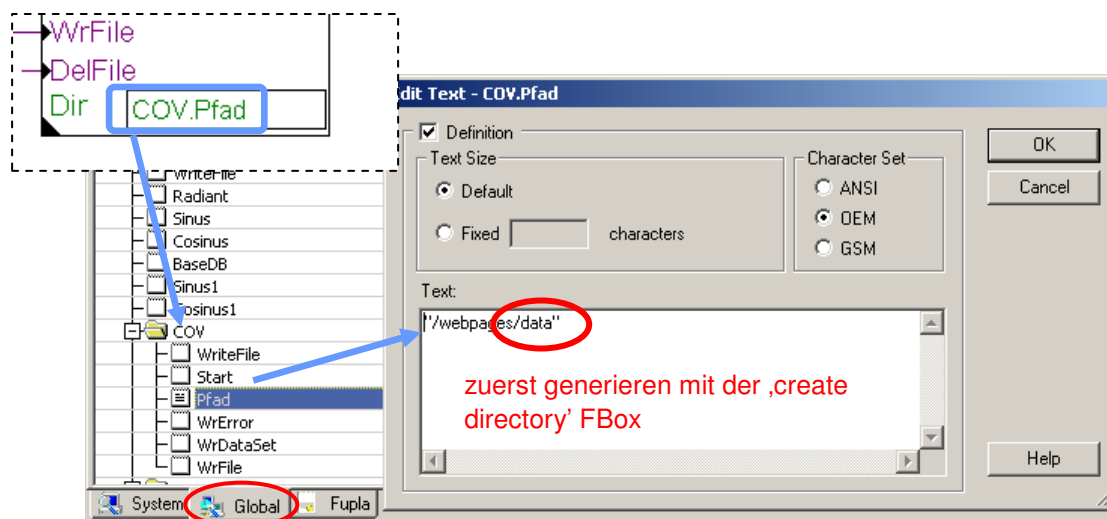 WrFile
DelFile
Dir COV.Pfad
dit Text - COV.Pfad
Definition
Text Size
Default
Fixed characters
Character Set
ANSI
OEM
GSM
OK
Cancel
Help
Text:
"/webpages/data"
zuerst generieren mit der ‚create
directory’ FBox
WriteFile
Radiant
Sinus
Cosinus
BaseDB
Sinus1
Cosinus1
COV
WriteFile
Start
Pfad
WrError
WrDataSet
WrFile
System Global Fupla